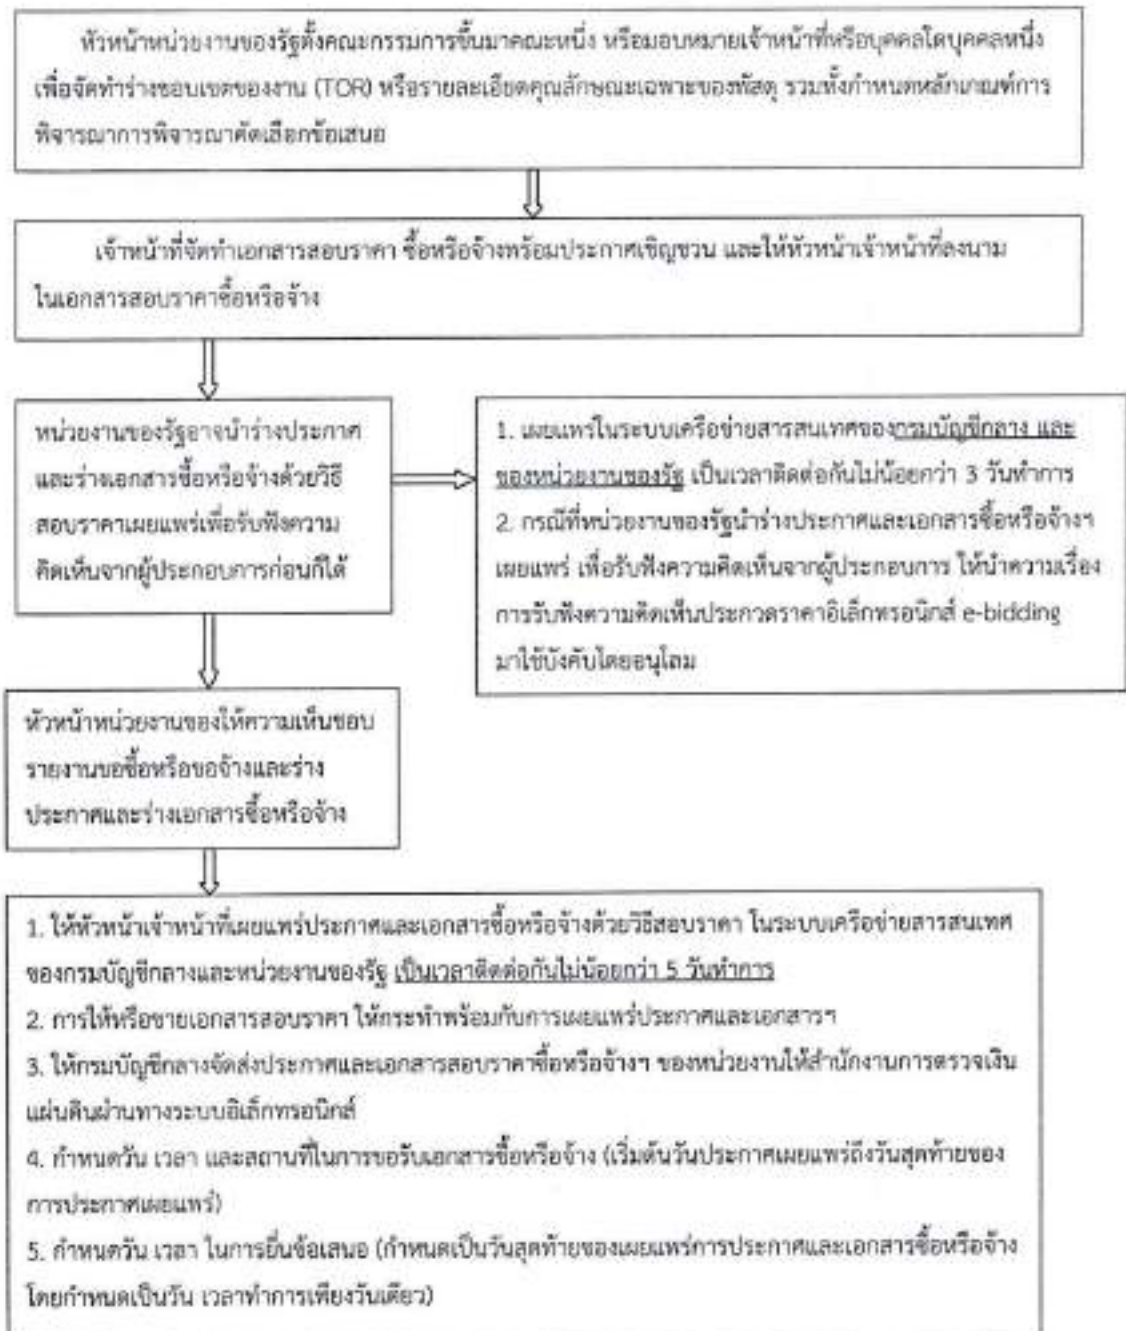 หัวหน้าหน่วยงานของรัฐตั้งคณะกรรมการขึ้นมาคณะหนึ่ง หรือมอบหมายเจ้าหน้าที่หรือบุคคลใดบุคคลหนึ่ง
เพื่อจัดทำร่างขอบเขตของงาน (TOR) หรือรายละเอียดคุณลักษณะเฉพาะของพัสดุ รวมทั้งกำหนดหลักเกณฑ์การ
พิจารณาการพิจารณาคัดเลือกข้อเสนอ
เจ้าหน้าที่จัดทำเอกสารสอบราคา ซื้อหรือจ้างพร้อมประกาศเชิญชวน และให้หัวหน้าเจ้าหน้าที่ลงนาม
ในเอกสารสอบราคาซื้อหรือจ้าง
หน่วยงานของรัฐอาจนำร่างประกาศ
และร่างเอกสารซื้อหรือจ้างด้วยวิธี
สอบราคาเผยแพร่เพื่อรับฟังความ
คิดเห็นจากผู้ประกอบการก่อนก็ได้
1. เผยแพร่ในระบบเครือข่ายสารสนเทศของกรมบัญชีกลาง และ
ของหน่วยงานของรัฐ เป็นเวลาติดต่อกันไม่น้อยกว่า 3 วันทำการ
2. กรณีที่หน่วยงานของรัฐนำร่างประกาศและเอกสารซื้อหรือจ้างฯ
เผยแพร่ เพื่อรับฟังความคิดเห็นจากผู้ประกอบการ ให้นำความเรื่อง
การรับฟังความคิดเห็นประกวดราคาอิเล็กทรอนิกส์ e-bidding
มาใช้บังคับโดยอนุโลม
หัวหน้าหน่วยงานของให้ความเห็นชอบ
รายงานขอซื้อหรือขอจ้างและร่าง
ประกาศและร่างเอกสารซื้อหรือจ้าง
1. ให้หัวหน้าเจ้าหน้าที่เผยแพร่ประกาศและเอกสารซื้อหรือจ้างด้วยวิธีสอบราคา ในระบบเครือข่ายสารสนเทศ
ของกรมบัญชีกลางและหน่วยงานของรัฐ เป็นเวลาติดต่อกันไม่น้อยกว่า 5 วันทำการ
2. การให้หรือขายเอกสารสอบราคา ให้กระทำพร้อมกับการเผยแพร่ประกาศและเอกสารฯ
3. ให้กรมบัญชีกลางจัดส่งประกาศและเอกสารสอบราคาซื้อหรือจ้างฯ ของหน่วยงานให้สำนักงานการตรวจเงิน
แผ่นดินผ่านทางระบบอิเล็กทรอนิกส์
4. กำหนดวัน เวลา และสถานที่ในการขอรับเอกสารซื้อหรือจ้าง (เริ่มต้นวันประกาศเผยแพร่ถึงวันสุดท้ายของ
การประกาศเผยแพร่)
5. กำหนดวัน เวลา ในการยื่นข้อเสนอ (กำหนดเป็นวันสุดท้ายของเผยแพร่การประกาศและเอกสารซื้อหรือจ้าง
โดยกำหนดเป็นวัน เวลาทำการเพียงวันเดียว)